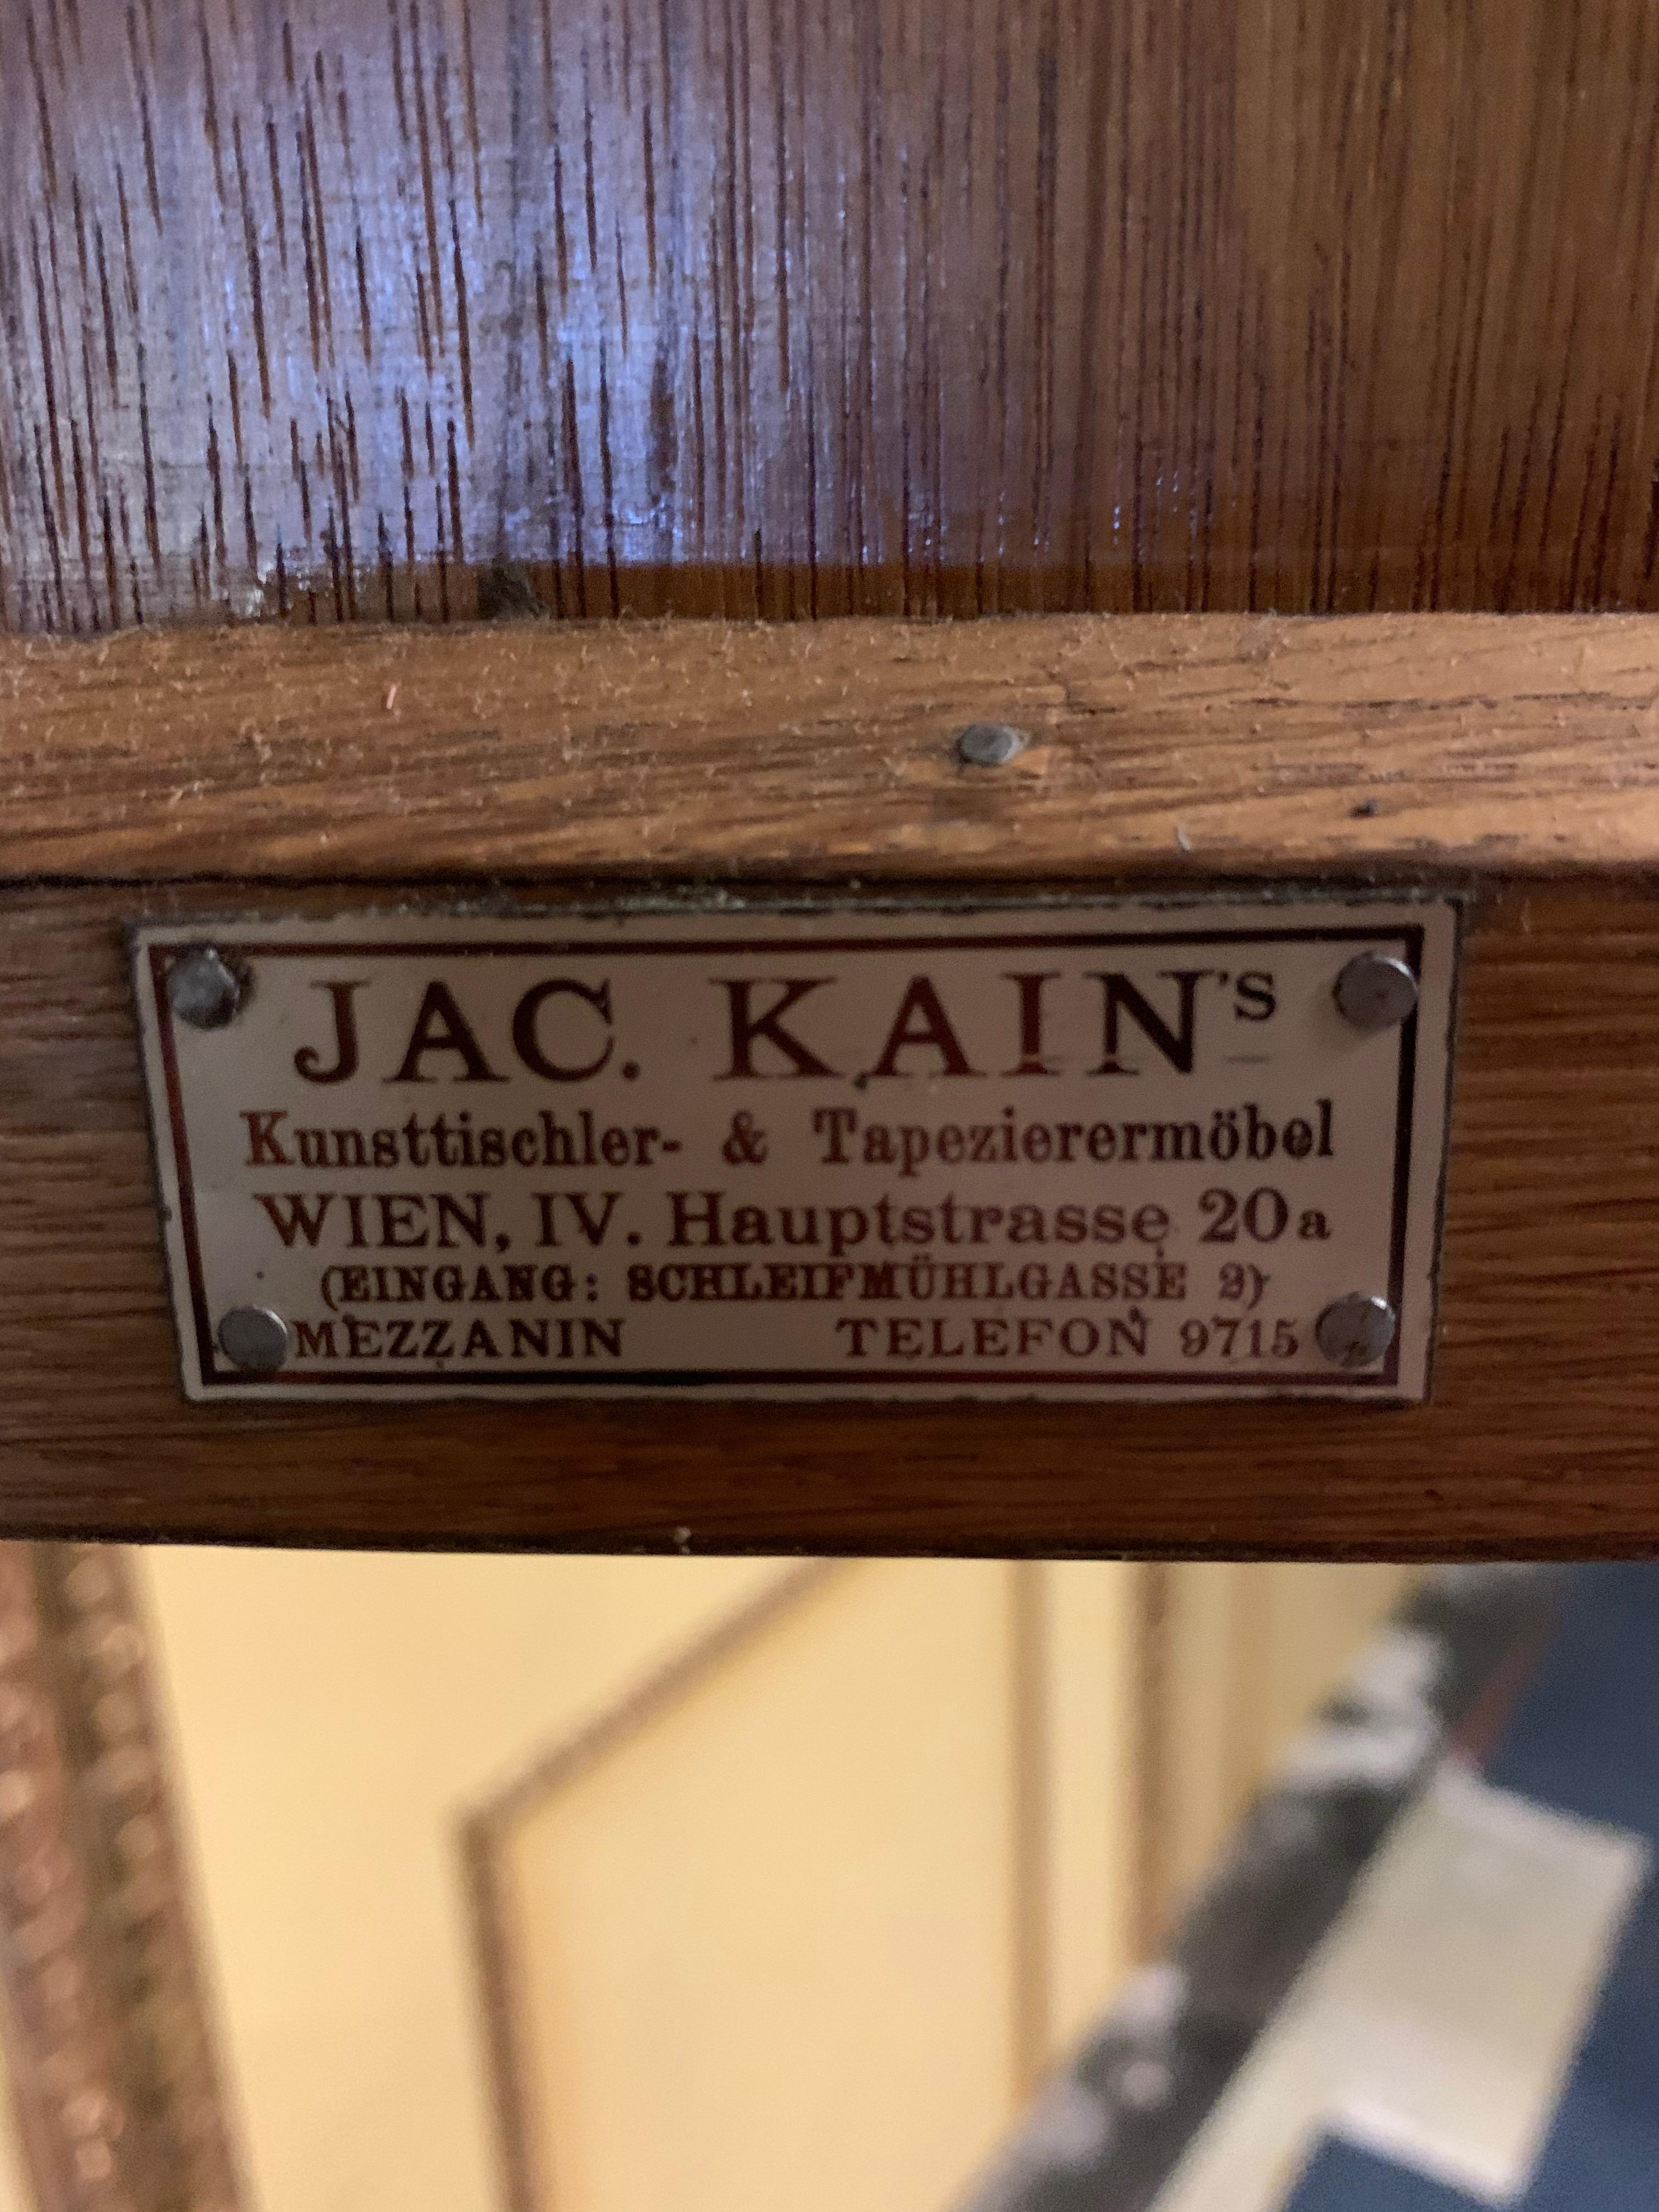 JAC. KAIN'S
Kunsttischler- & Tapezierermöbel
WIEN, IV. Hauptstrasse 20a
(EINGANG: SCHLEIFMÜHLGASSE 2)
MEZZANIN TELEFON 9715